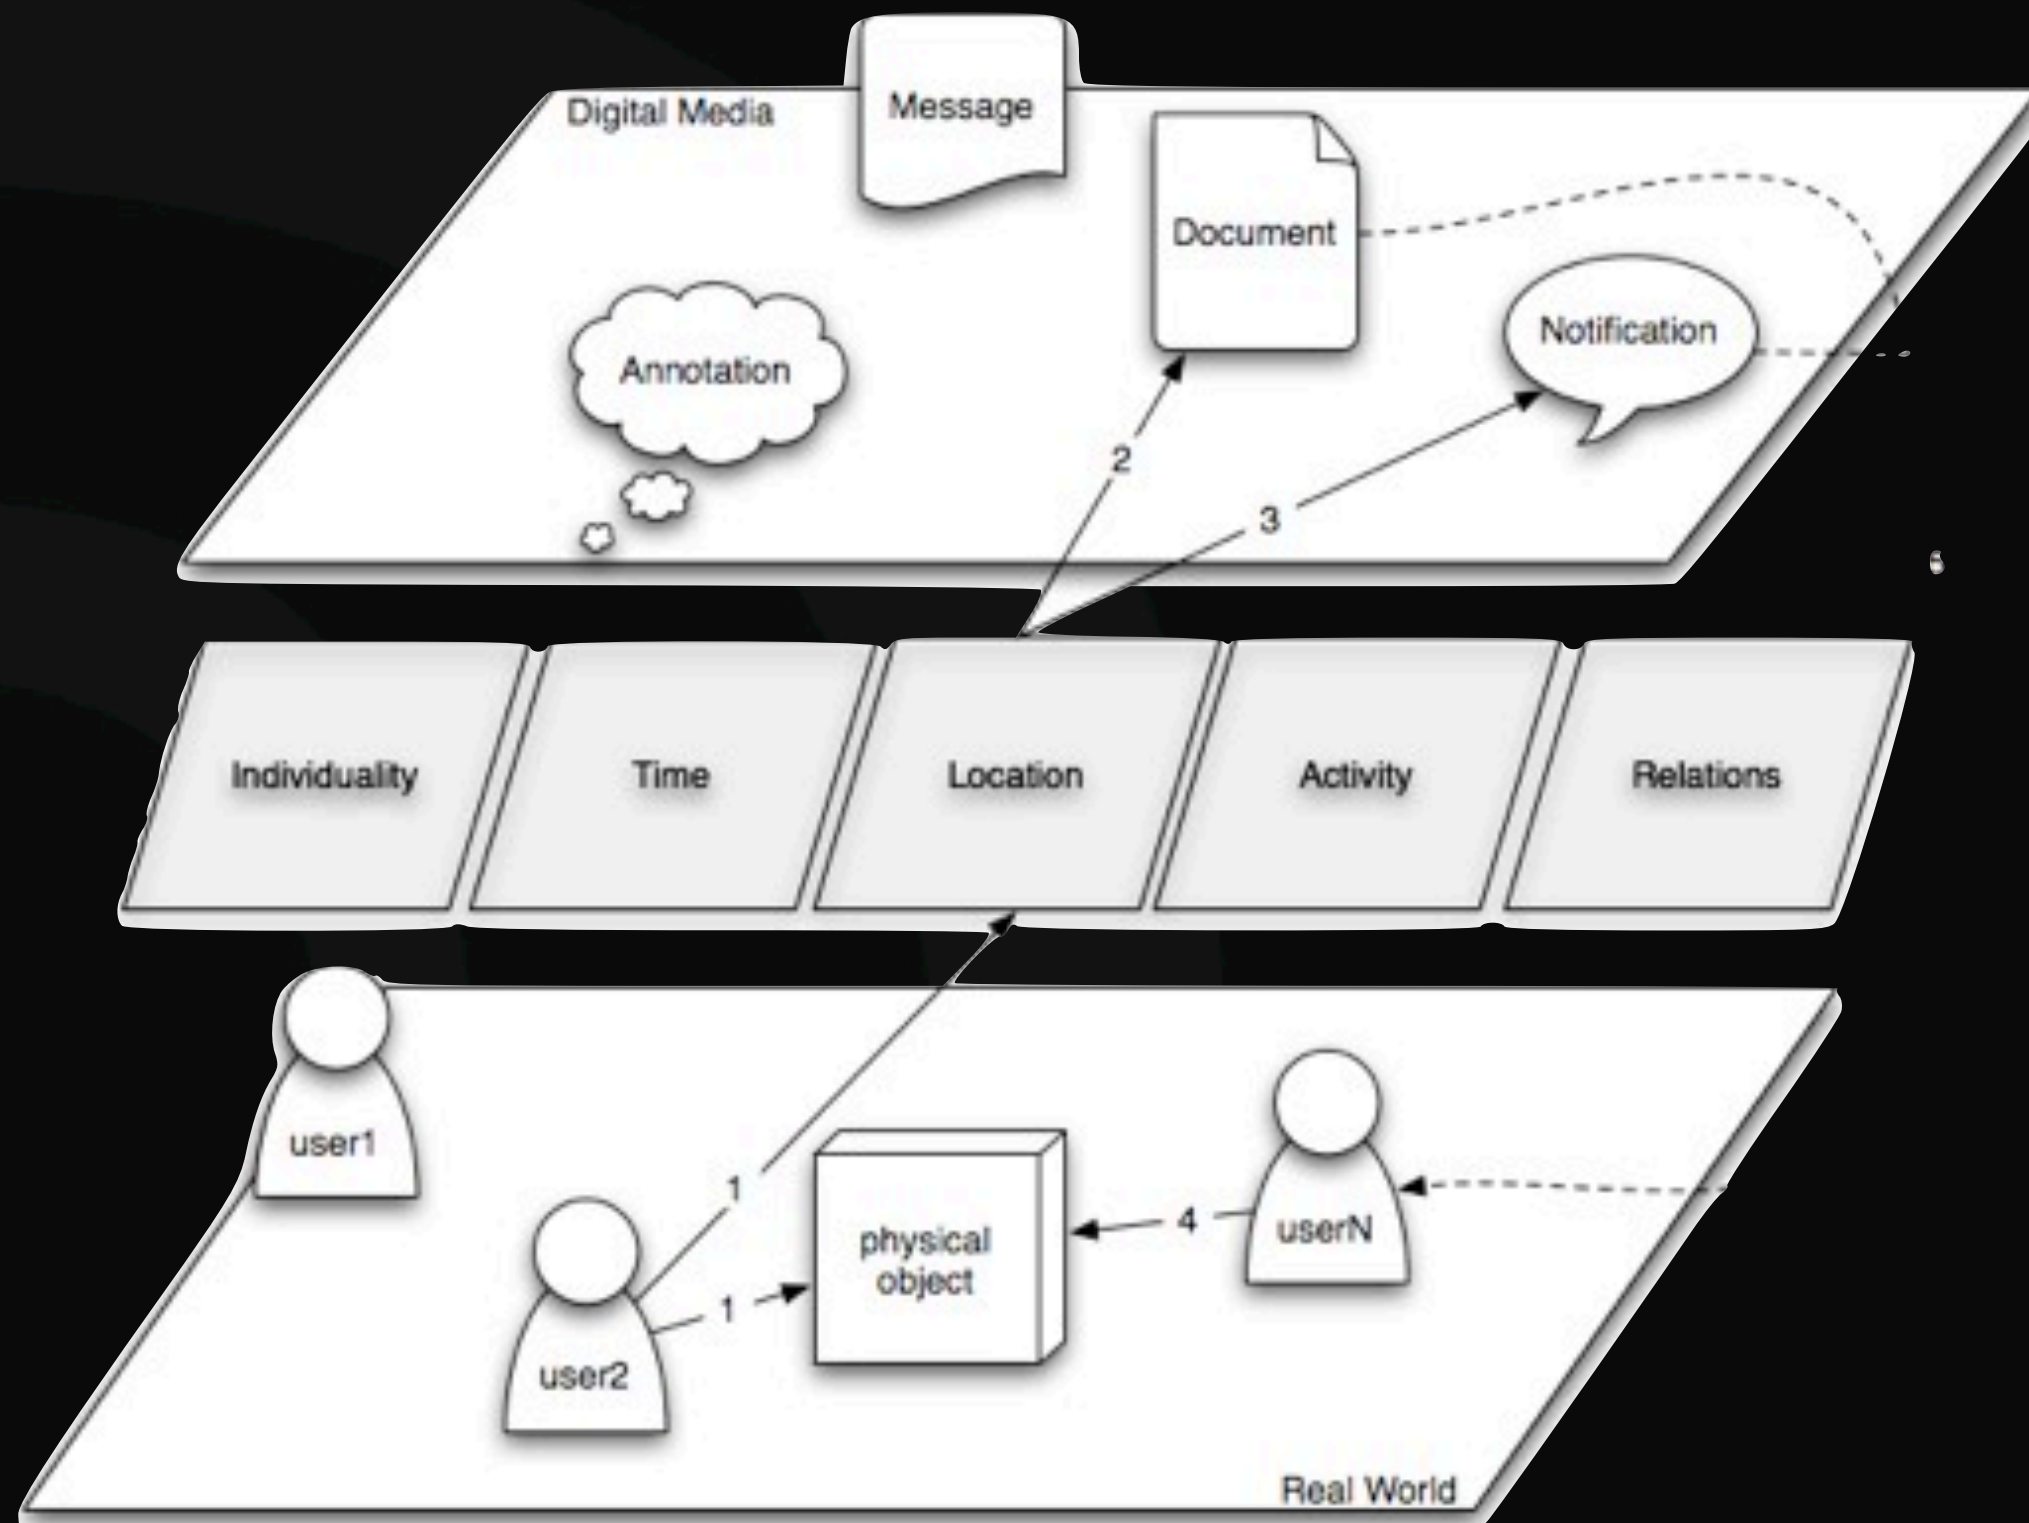 Digital Media
Message
Document
Notification
Annotation
2
3
Individuality
Time
Location
Activity
Relations
user1
1
physical
object
4
userN
1
user2
Real World